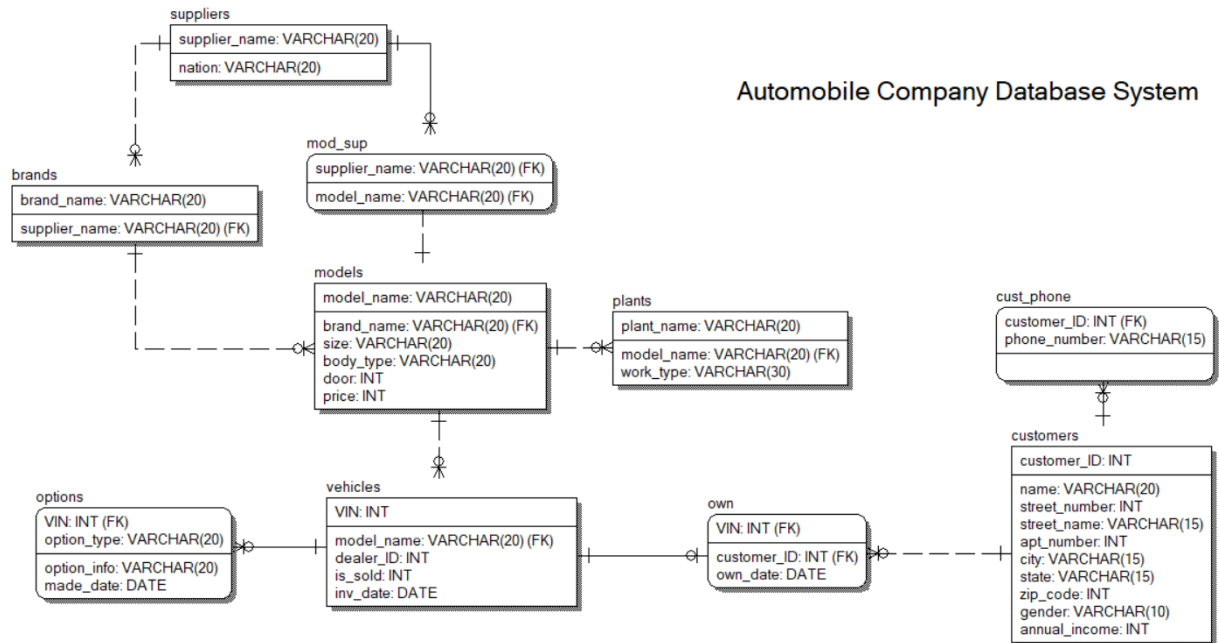 suppliers
supplier_name: VARCHAR(20)
nation: VARCHAR(20)
Automobile Company Database System
mod_sup
supplier_name: VARCHAR(20) (FK)
model_name: VARCHAR(20) (FK)
brands
brand_name: VARCHAR(20)
supplier_name: VARCHAR(20) (FK)
models
model_name: VARCHAR(20)
brand_name: VARCHAR(20) (FK)
size: VARCHAR(20)
body_type: VARCHAR(20)
door: INT
price: INT
plants
plant_name: VARCHAR(20)
model_name: VARCHAR(20) (FK)
work_type: VARCHAR(30)
cust_phone
customer_ID: INT (FK)
phone_number: VARCHAR(15)
customers
customer_ID: INT
name: VARCHAR(20)
street_number: INT
street_name: VARCHAR(15)
apt_number: INT
city: VARCHAR(15)
state: VARCHAR(15)
zip_code: INT
gender: VARCHAR(10)
annual_income: INT
options
VIN: INT (FK)
option_type: VARCHAR(20)
option_info: VARCHAR(20)
made_date: DATE
vehicles
VIN: INT
model_name: VARCHAR(20) (FK)
dealer_ID: INT
is_sold: INT
inv_date: DATE
own
VIN: INT (FK)
customer_ID: INT (FK)
own_date: DATE